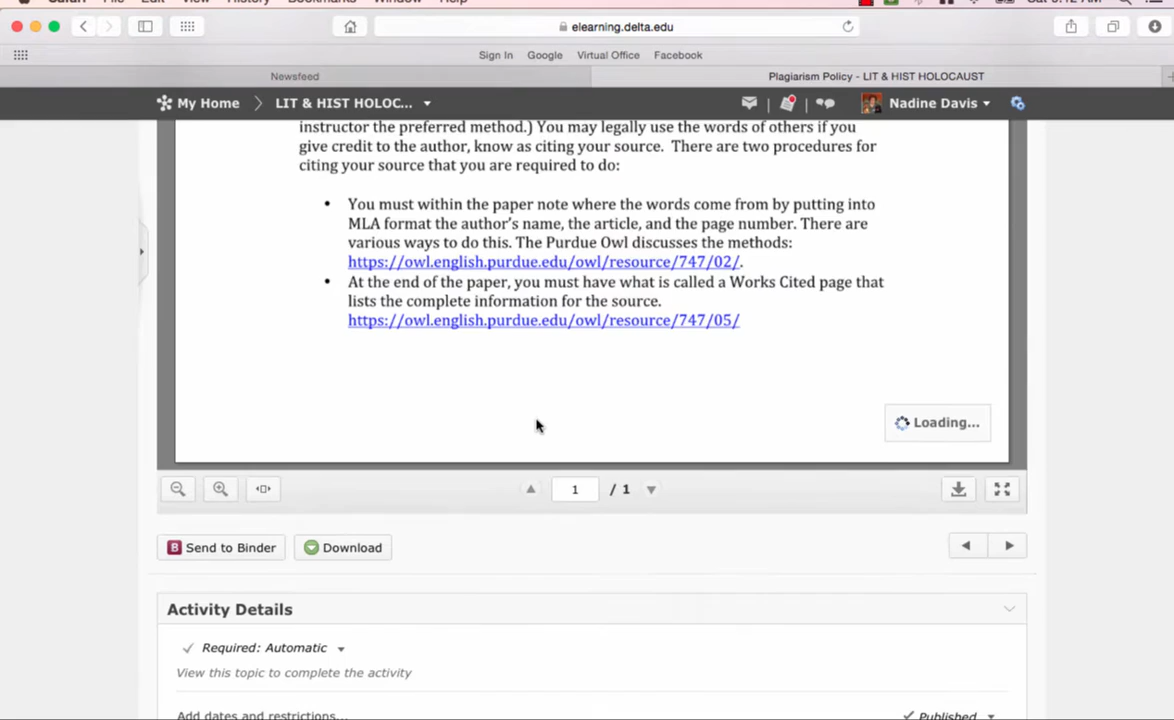 Safari File Edit View History Bookmarks Window Help
elearning.delta.edu
Sign In Google Virtual Office Facebook
Newsfeed Plagiarism Policy - LIT & HIST HOLOCAUST
My Home LIT & HIST HOLOC... Nadine Davis
instructor the preferred method.) You may legally use the words of others if you
give credit to the author, know as citing your source. There are two procedures for
citing your source that you are required to do:
• You must within the paper note where the words come from by putting into
MLA format the author's name, the article, and the page number. There are
various ways to do this. The Purdue Owl discusses the methods:
https://owl.english.purdue.edu/owl/resource/747/02/.
• At the end of the paper, you must have what is called a Works Cited page that
lists the complete information for the source.
https://owl.english.purdue.edu/owl/resource/747/05/
Loading...
1 / 1
B Send to Binder Download
Activity Details
Required: Automatic
View this topic to complete the activity
Add dates and restrictions... Published